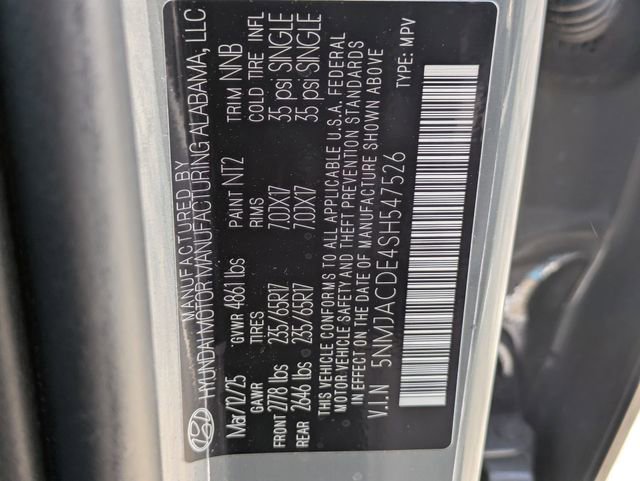 MANUFACTURED BY
HYUNDAI MOTOR MANUFACTURING ALABAMA, LLC
Mar/12/25 GVWR 4861 lbs PAINT NT2 TRIM NNB
GAWR TIRES RIMS COLD TIRE INFL
FRONT 2778 lbs 235/65R17 7.0JX17 35 psi SINGLE
REAR 2646 lbs 235/65R17 7.0JX17 35 psi SINGLE
THIS VEHICLE CONFORMS TO ALL APPLICABLE U.S.A. FEDERAL
MOTOR VEHICLE SAFETY AND THEFT PREVENTION STANDARDS
IN EFFECT ON THE DATE OF MANUFACTURE SHOWN ABOVE
V.I.N 5NMJACDE4SH547526 TYPE: MPV